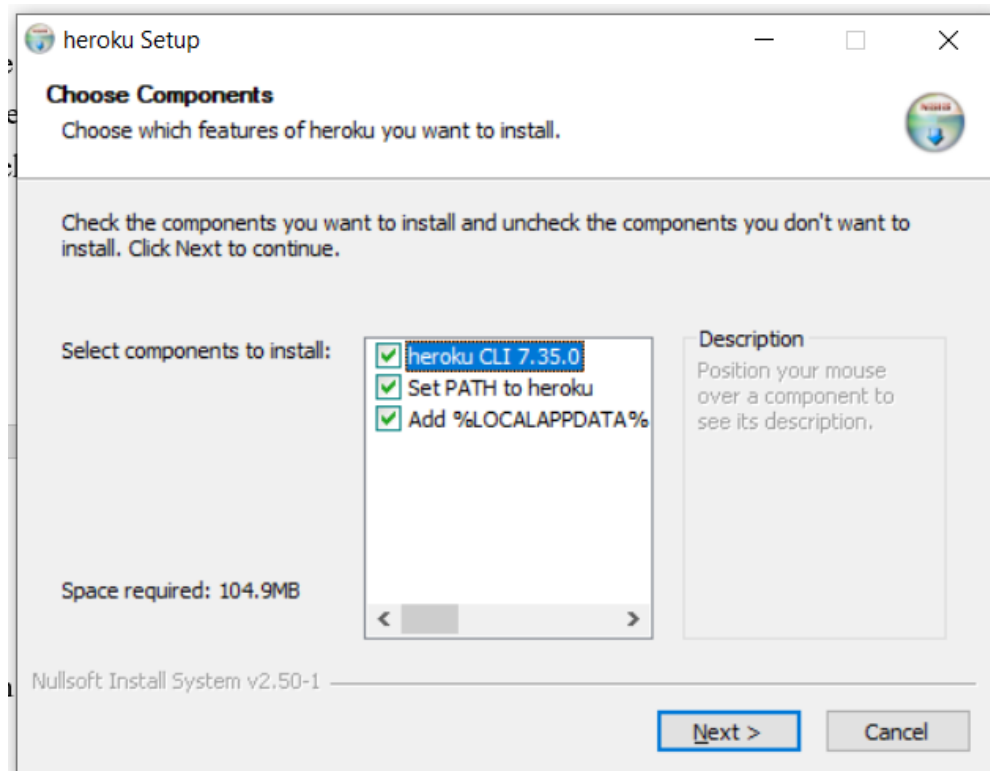 heroku Setup
Choose Components
Choose which features of heroku you want to install.
Check the components you want to install and uncheck the components you don't want to
install. Click Next to continue.
Select components to install:
heroku CLI 7.35.0
Set PATH to heroku
Add %LOCALAPPDATA%
Description
Position your mouse
over a component to
see its description.
Space required: 104.9MB
Nullsoft Install System v2.50-1
Next >
Cancel